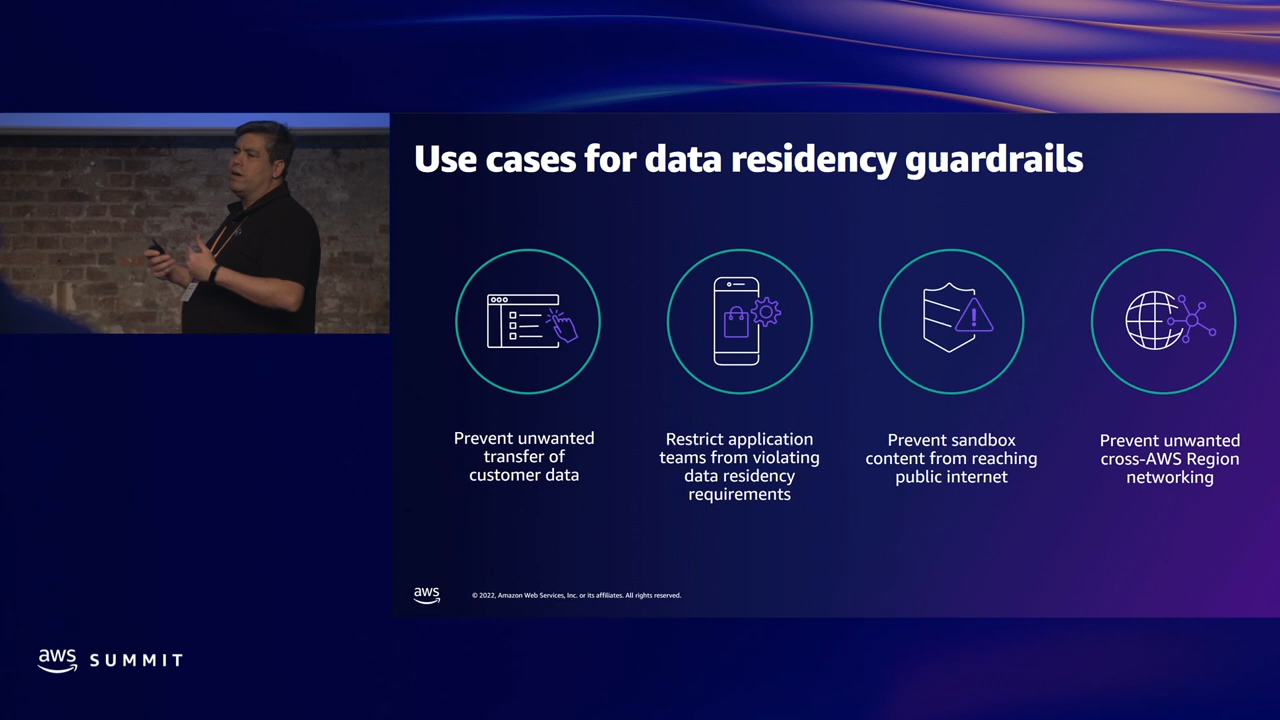 Use cases for data residency guardrails
Prevent unwanted
transfer of
customer data
Restrict application
teams from violating
data residency
requirements
Prevent sandbox
content from reaching
public internet
Prevent unwanted
cross-AWS Region
networking
aws
© 2022, Amazon Web Services, Inc. or its affiliates. All rights reserved.
aws SUMMIT